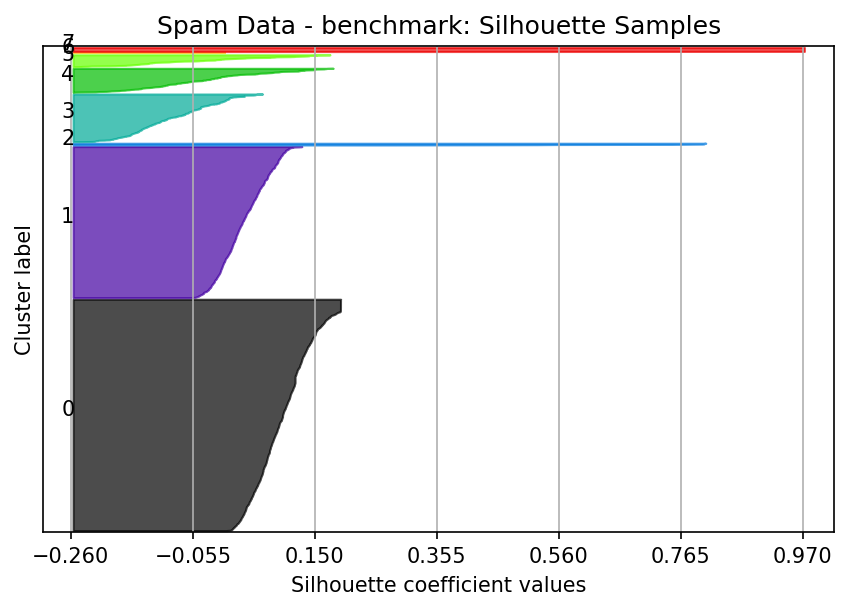 Spam Data - benchmark: Silhouette Samples
7
6
5
4
3
2
1
0
Cluster label
−0.260 −0.055 0.150 0.355 0.560 0.765 0.970
Silhouette coefficient values